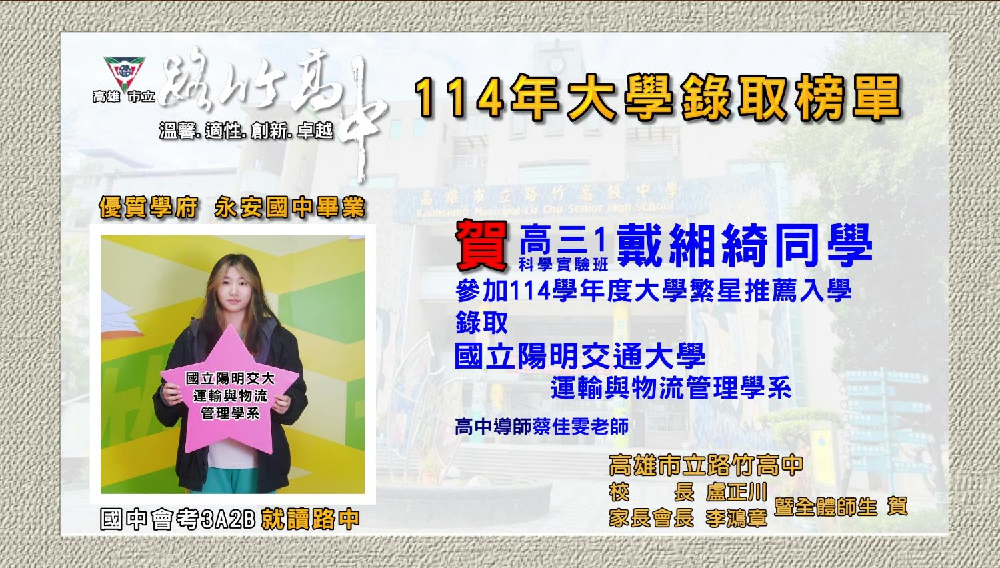 路竹高中
高雄 市立
溫馨.適性.創新.卓越
114年大學錄取榜單
優質學府 永安國中畢業
國立陽明交大
運輸與物流
管理學系
國中會考3A2B就讀路中
高雄市立路竹高級中學
Kaohsiung Municipal Lu Chu Senior High School
賀 高三1 戴緗綺同學
科學實驗班
參加114學年度大學繁星推薦入學
錄取
國立陽明交通大學
運輸與物流管理學系
高中導師蔡佳雯老師
高雄市立路竹高中
校 長 盧正川
家長會長 李鴻章
暨全體師生 賀